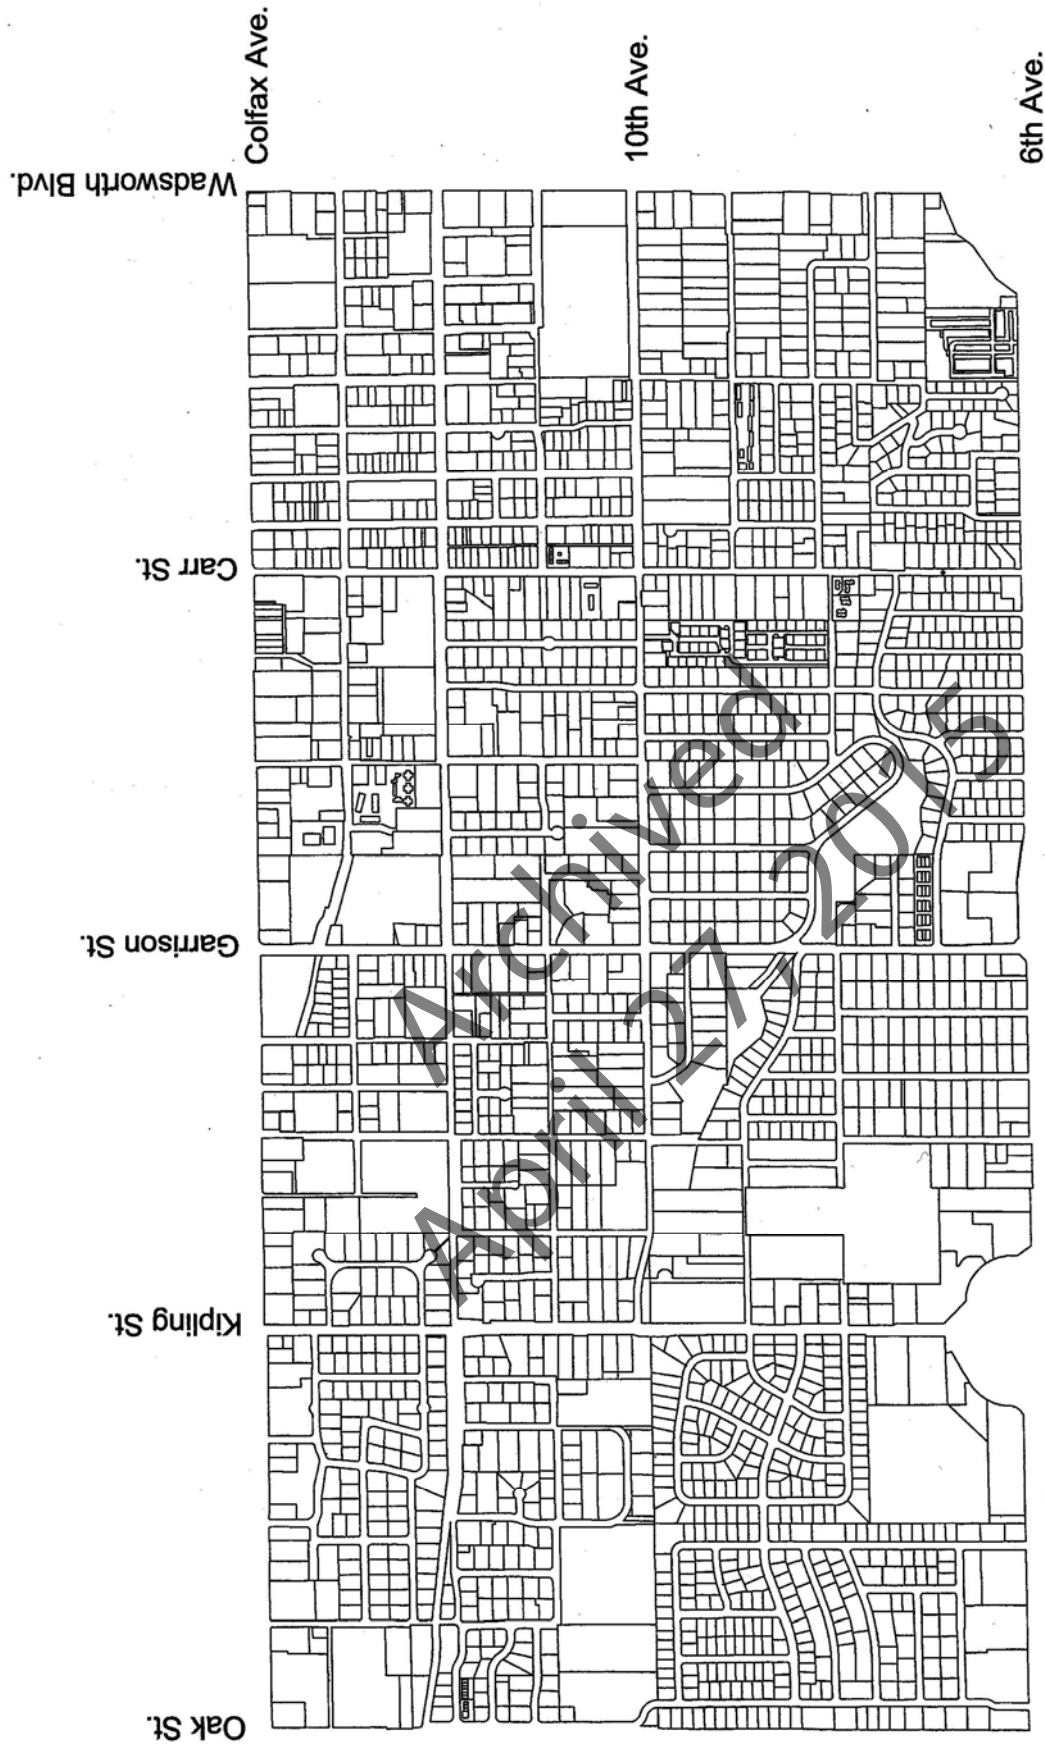 Colfax Ave.
10th Ave.
6th Ave.
Wadsworth Blvd.
Carr St.
Garrison St.
Kipling St.
Oak St.
Archived
April 27, 2015